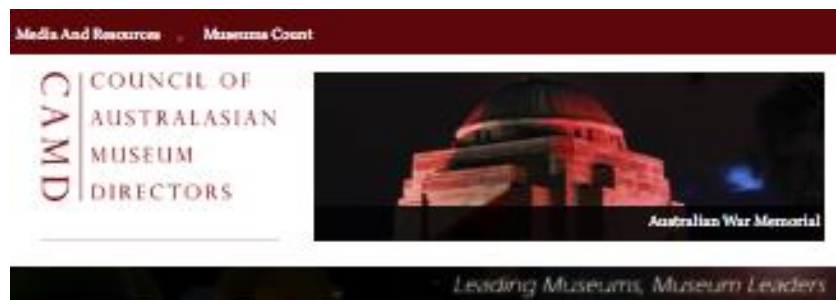 Media And Resources Museums Count
CAMD
COUNCIL OF
AUSTRALASIAN
MUSEUM
DIRECTORS
Australian War Memorial
Leading Museums, Museum Leaders